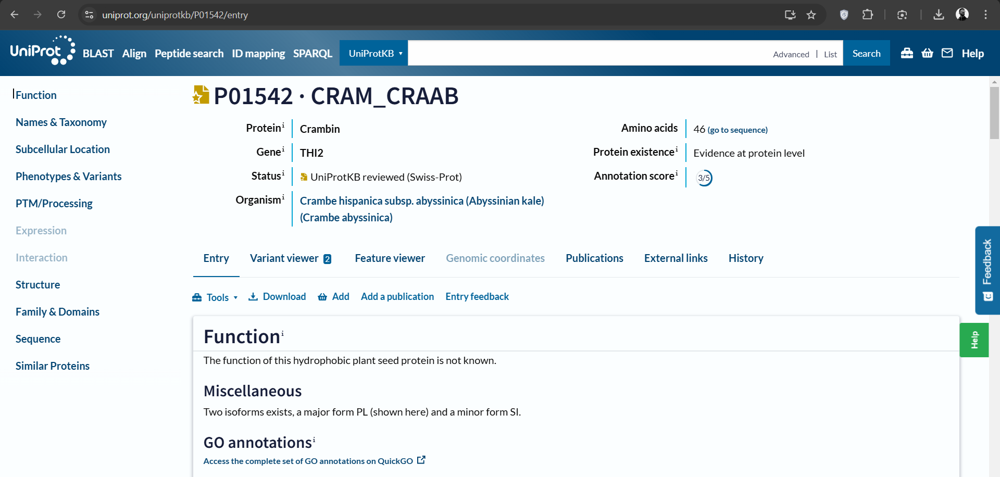 uniprot.org/uniprotkb/P01542/entry
UniProt BLAST Align Peptide search ID mapping SPARQL UniProtKB Advanced | List Search Help
Function
Names & Taxonomy
Subcellular Location
Phenotypes & Variants
PTM/Processing
Expression
Interaction
Structure
Family & Domains
Sequence
Similar Proteins
P01542 · CRAM_CRAAB
Protein i Crambin
Gene i THI2
Status i UniProtKB reviewed (Swiss-Prot)
Organism i Crambe hispanica subsp. abyssinica (Abyssinian kale)
(Crambe abyssinica)
Amino acids 46 (go to sequence)
Protein existence i Evidence at protein level
Annotation score i 3/5
Entry Variant viewer 2 Feature viewer Genomic coordinates Publications External links History
Tools Download Add Add a publication Entry feedback
Function i
The function of this hydrophobic plant seed protein is not known.
Miscellaneous
Two isoforms exists, a major form PL (shown here) and a minor form SI.
GO annotations i
Access the complete set of GO annotations on QuickGO
Feedback
Help